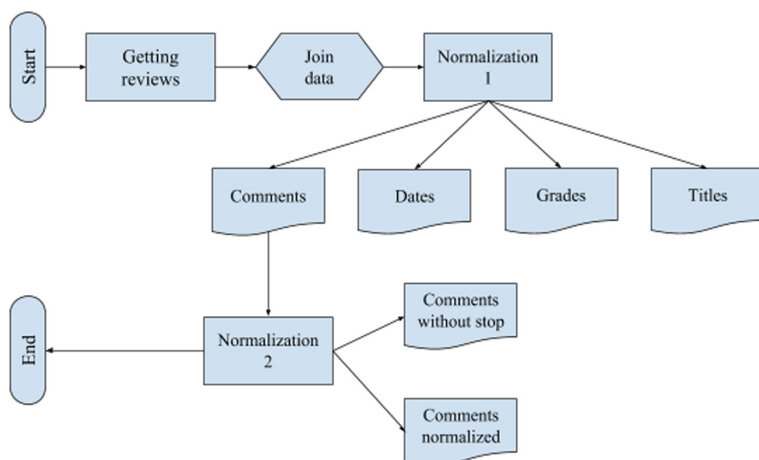 Start
Getting
reviews
Join
data
Normalization
1
Comments
Dates
Grades
Titles
Comments
without stop
End
Normalization
2
Comments
normalized